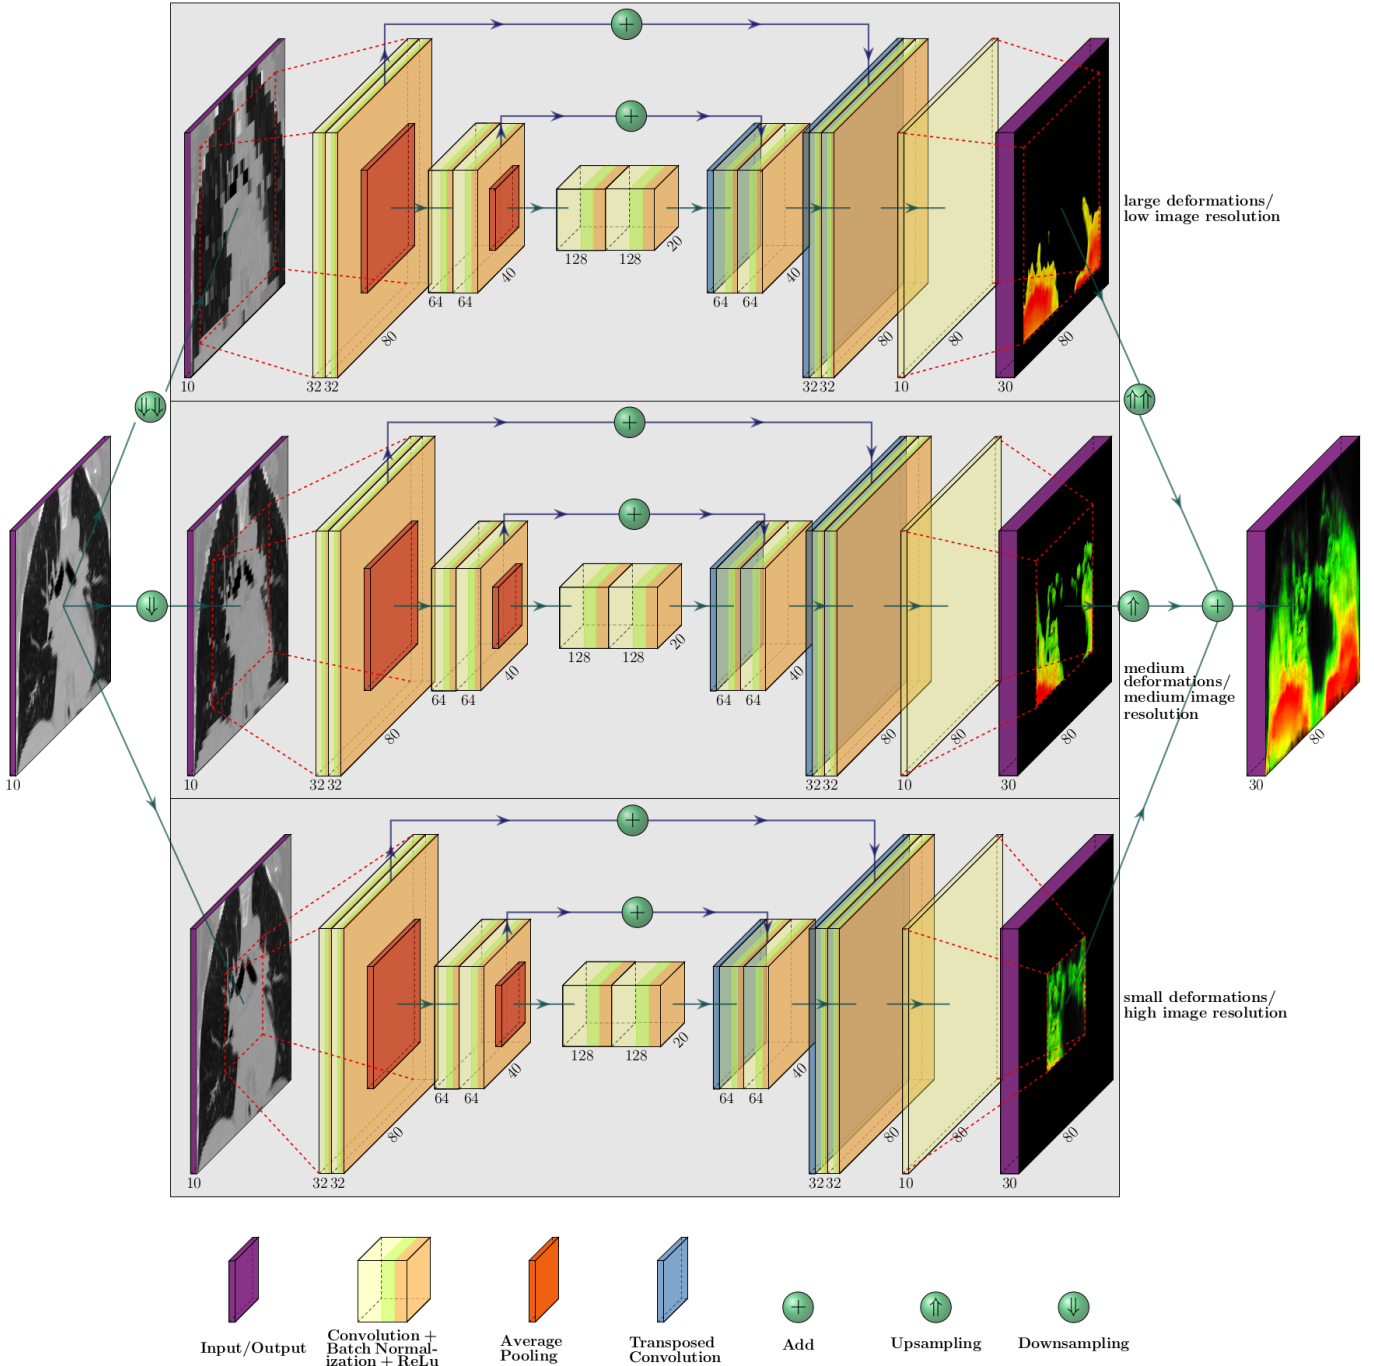 large deformations/
low image resolution
128 128 20
64 64 40
64 64 40
32 32 80
32 32 80
10 80
30 80
10
medium
deformations/
medium image
resolution
128 128 20
64 64 40
64 64 40
32 32 80
32 32 80
10 80
30 80
10
10
30 80
small deformations/
high image resolution
128 128 20
64 64 40
64 64 40
32 32 80
32 32 80
10 80
30 80
10
Input/Output
Convolution +
Batch Normal-
ization + ReLu
Average
Pooling
Transposed
Convolution
Add
Upsampling
Downsampling